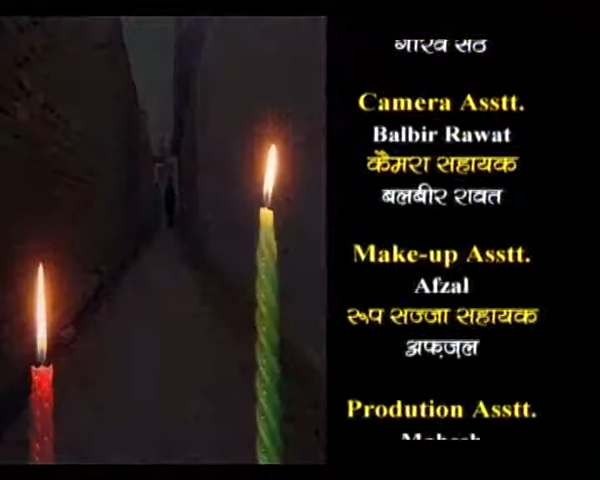 Camera Asstt.
Balbir Rawat
कैमरा सहायक
बलबीर रावत
Make-up Asstt.
Afzal
रूप सज्जा सहायक
अफ़ज़ल
Prodution Asstt.